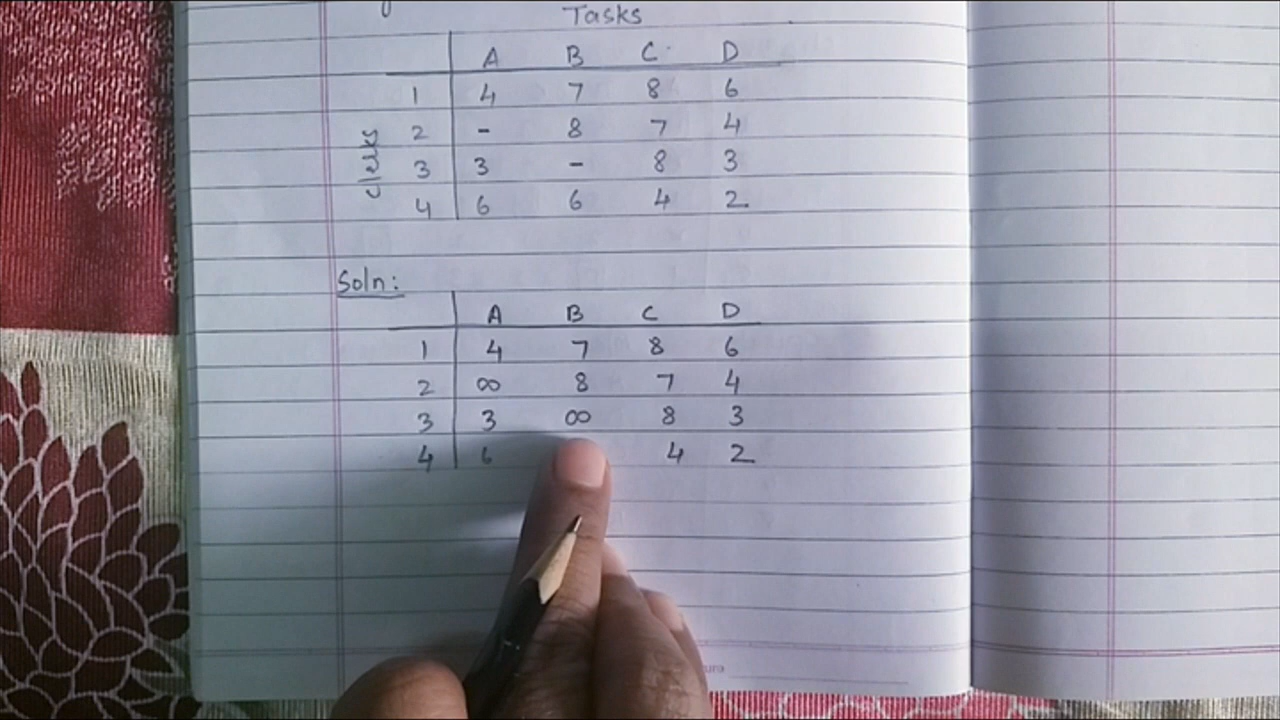 Tasks
A B C D
1 4 7 8 6
2 - 8 7 4
3 3 - 8 3
4 6 6 4 2
Clerks
Soln:
A B C D
1 4 7 8 6
2 ∞ 8 7 4
3 3 ∞ 8 3
4 6 4 2